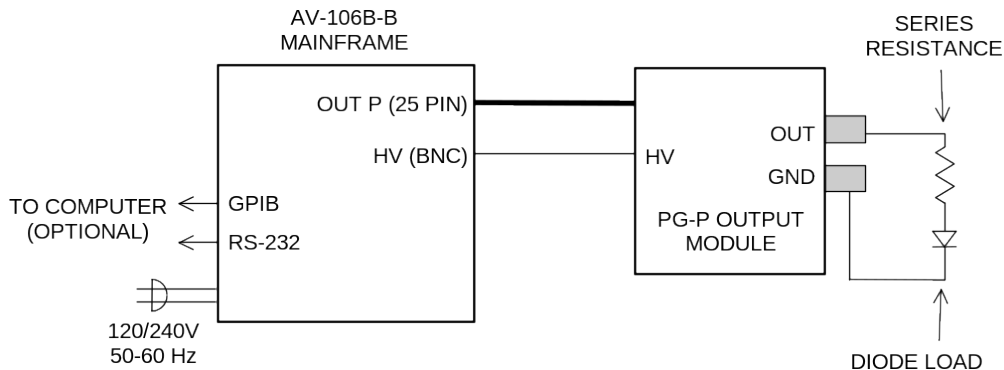 AV-106B-B
MAINFRAME
OUT P (25 PIN)
HV (BNC)
GPIB
RS-232
TO COMPUTER
(OPTIONAL)
120/240V
50-60 Hz
HV
OUT
GND
PG-P OUTPUT
MODULE
SERIES
RESISTANCE
DIODE LOAD